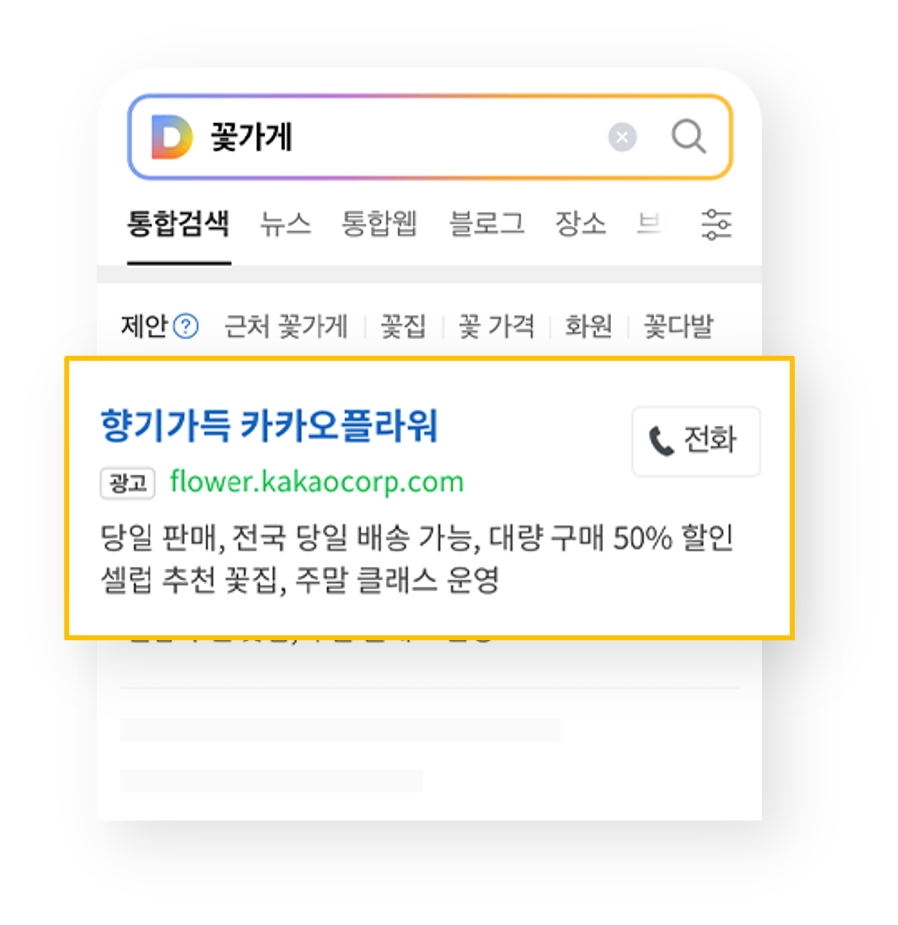 D 꽃가게
통합검색 뉴스 통합웹 블로그 장소
제안 ? 근처 꽃가게 꽃집 꽃 가격 화원 꽃다발
향기가득 카카오플라워
전화
광고 flower.kakaocorp.com
당일 판매, 전국 당일 배송 가능, 대량 구매 50% 할인
셀럽 추천 꽃집, 주말 클래스 운영